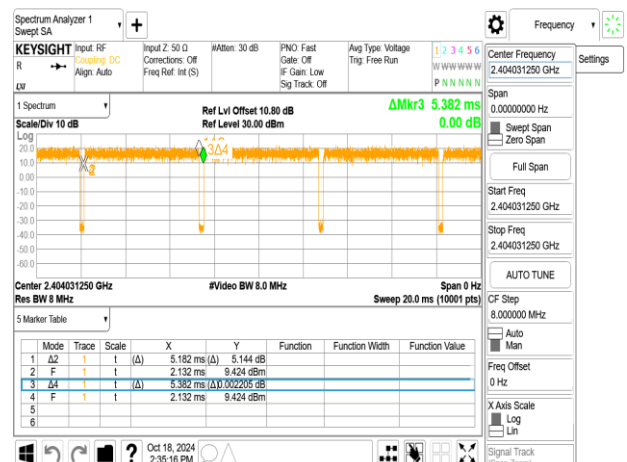 Spectrum Analyzer 1
Swept SA
Frequency
KEYSIGHT Input: RF Input Z: 50 Ω #Atten: 30 dB PNO: Fast Avg Type: Voltage 1 2 3 4 5 6
R Coupling: DC Corrections: Off Gate: Off Trig: Free Run W W W W W W
Align: Auto Freq Ref: Int (S) IF Gain: Low P N N N N N
LXI Sig Track: Off
1 Spectrum Ref Lvl Offset 10.80 dB ΔMkr3 5.382 ms
Scale/Div 10 dB Ref Level 30.00 dBm 0.00 dB
Log
20.0
10.0
0.00
-10.0
-20.0
-30.0
-40.0
-50.0
-60.0
3Δ4
Center 2.404031250 GHz #Video BW 8.0 MHz Span 0 Hz
Res BW 8 MHz Sweep 20.0 ms (10001 pts)
5 Marker Table
Mode Trace Scale X Y Function Function Width Function Value
1 Δ2 1 t (Δ) 5.182 ms (Δ) 5.144 dB
2 F 1 t 2.132 ms 9.424 dBm
3 Δ4 1 t (Δ) 5.382 ms (Δ) 0.002205 dB
4 F 1 t 2.132 ms 9.424 dBm
5
6
? Oct 18, 2024
2:35:16 PM
Center Frequency
2.404031250 GHz
Settings
Span
0.00000000 Hz
Swept Span
Zero Span
Full Span
Start Freq
2.404031250 GHz
Stop Freq
2.404031250 GHz
AUTO TUNE
CF Step
8.000000 MHz
Auto
Man
Freq Offset
0 Hz
X Axis Scale
Log
Lin
Signal Track